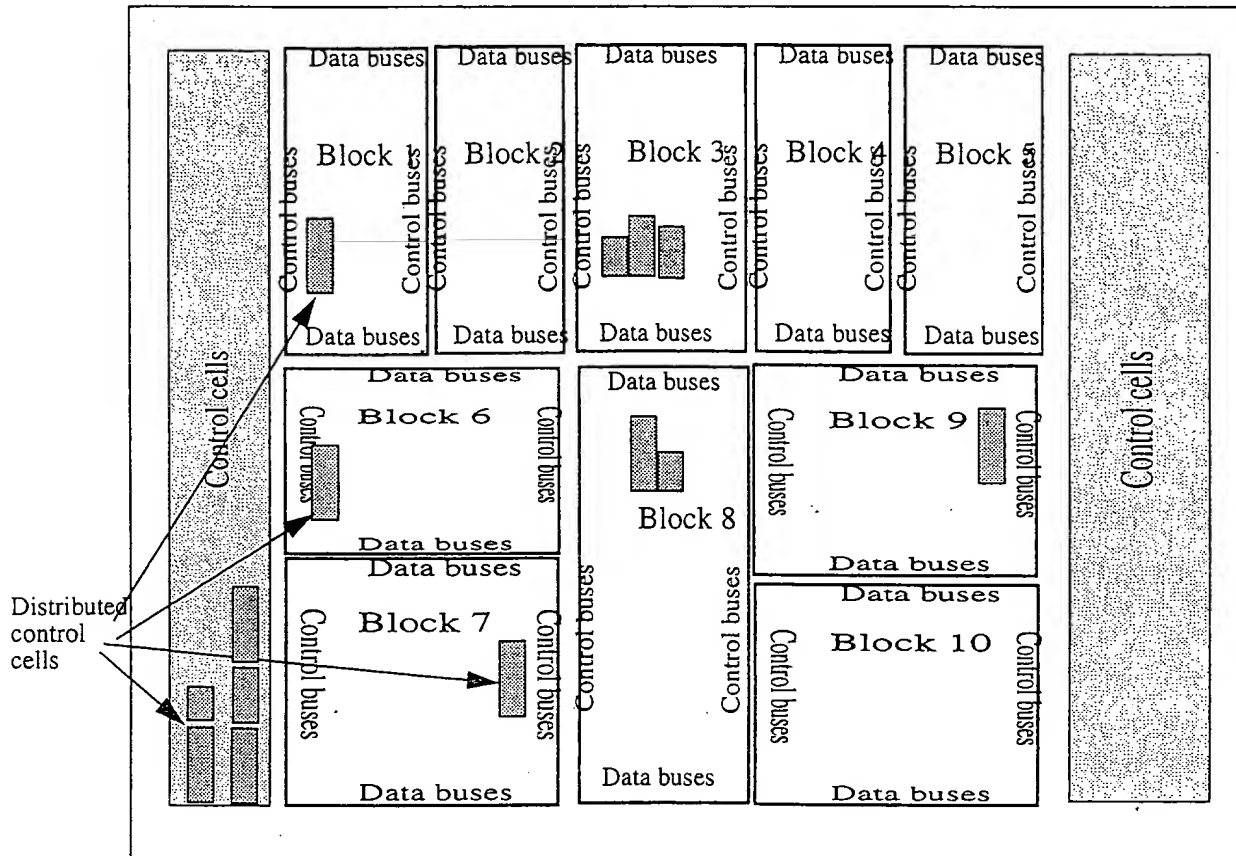 Data buses
Data buses
Data buses
Data buses
Data buses
Control buses
Block 1
Control buses
Control buses
Block 2
Control buses
Control buses
Block 3
Control buses
Control buses
Block 4
Control buses
Control buses
Block 5
Control buses
Data buses
Data buses
Data buses
Data buses
Data buses
Control cells
Control cells
Data buses
Control buses
Block 6
Control buses
Data buses
Data buses
Block 8
Control buses
Control buses
Data buses
Data buses
Control buses
Block 9
Control buses
Data buses
Distributed
control
cells
Data buses
Control buses
Block 7
Control buses
Data buses
Data buses
Control buses
Block 10
Control buses
Data buses